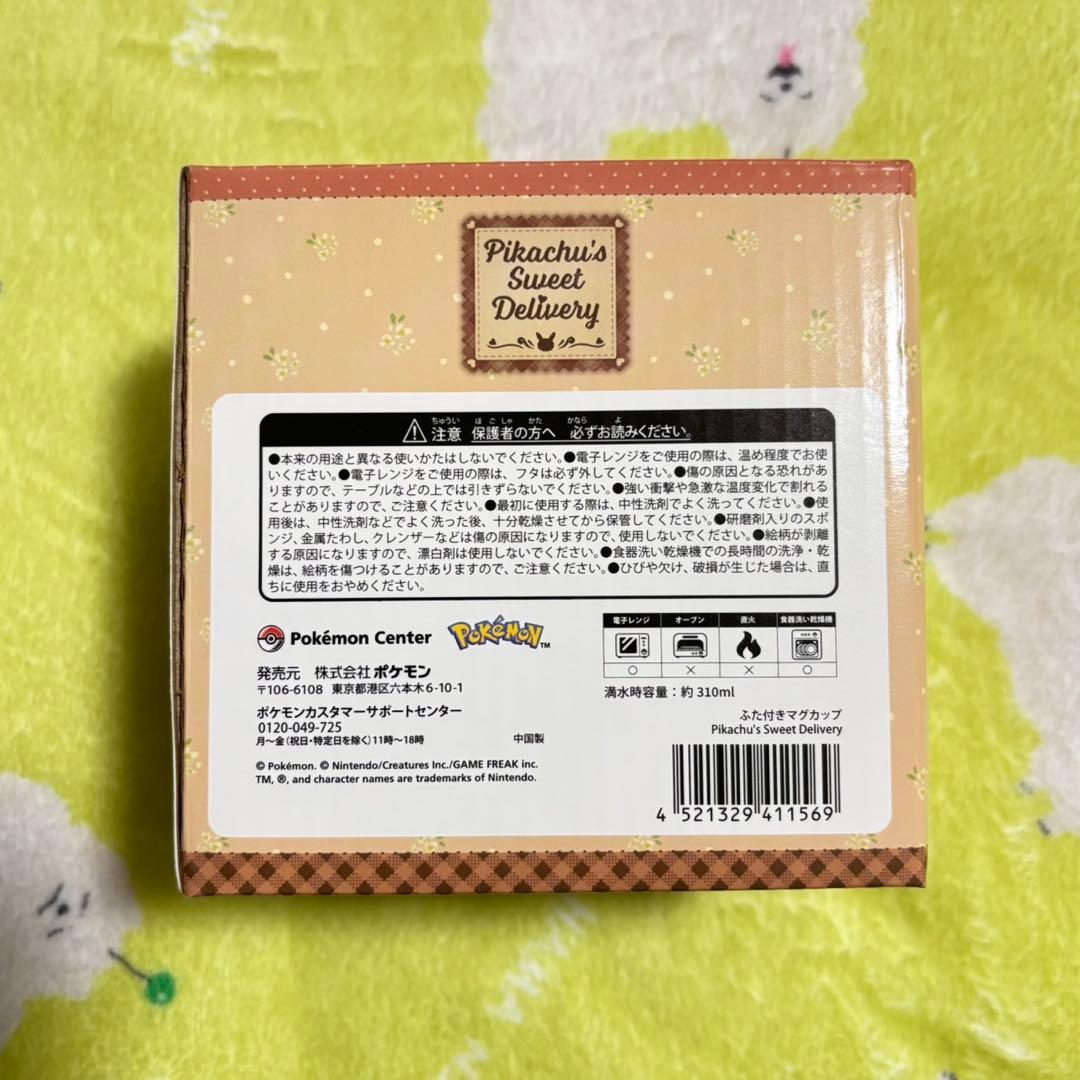 Pikachu's
Sweet
Delivery
ちゅうい ほごしゃ かた かなら よ
⚠注意 保護者の方へ 必ずお読みください。
●本来の用途と異なる使いかたはしないでください。●電子レンジをご使用の際は、温め程度でお使
いください。●電子レンジをご使用の際は、フタは必ず外してください。●傷の原因となる恐れがあ
りますので、テーブルなどの上では引きずらないでください。●強い衝撃や急激な温度変化で割れる
ことがありますので、ご注意ください。●最初に使用する際は、中性洗剤でよく洗ってください。●使
用後は、中性洗剤などでよく洗った後、十分乾燥させてから保管してください。●研磨剤入りのスポ
ンジ、金属たわし、クレンザーなどは傷の原因になりますので、使用しないでください。●絵柄が剥離
する原因になりますので、漂白剤は使用しないでください。●食器洗い乾燥機での長時間の洗浄・乾
燥は、絵柄を傷つけることがありますので、ご注意ください。●ひびや欠け、破損が生じた場合は、直
ちに使用をおやめください。
Pokémon Center POKéMON™
発売元 株式会社ポケモン
〒106-6108 東京都港区六本木6-10-1
ポケモンカスタマーサポートセンター
0120-049-725
月〜金(祝日・特定日を除く)11時〜18時 中国製
© Pokémon. © Nintendo/Creatures Inc./GAME FREAK inc.
TM, ®, and character names are trademarks of Nintendo.
電子レンジ オーブン 直火 食器洗い乾燥機
○ × × ○
満水時容量：約 310ml
ふた付きマグカップ
Pikachu's Sweet Delivery
4 521329 411569